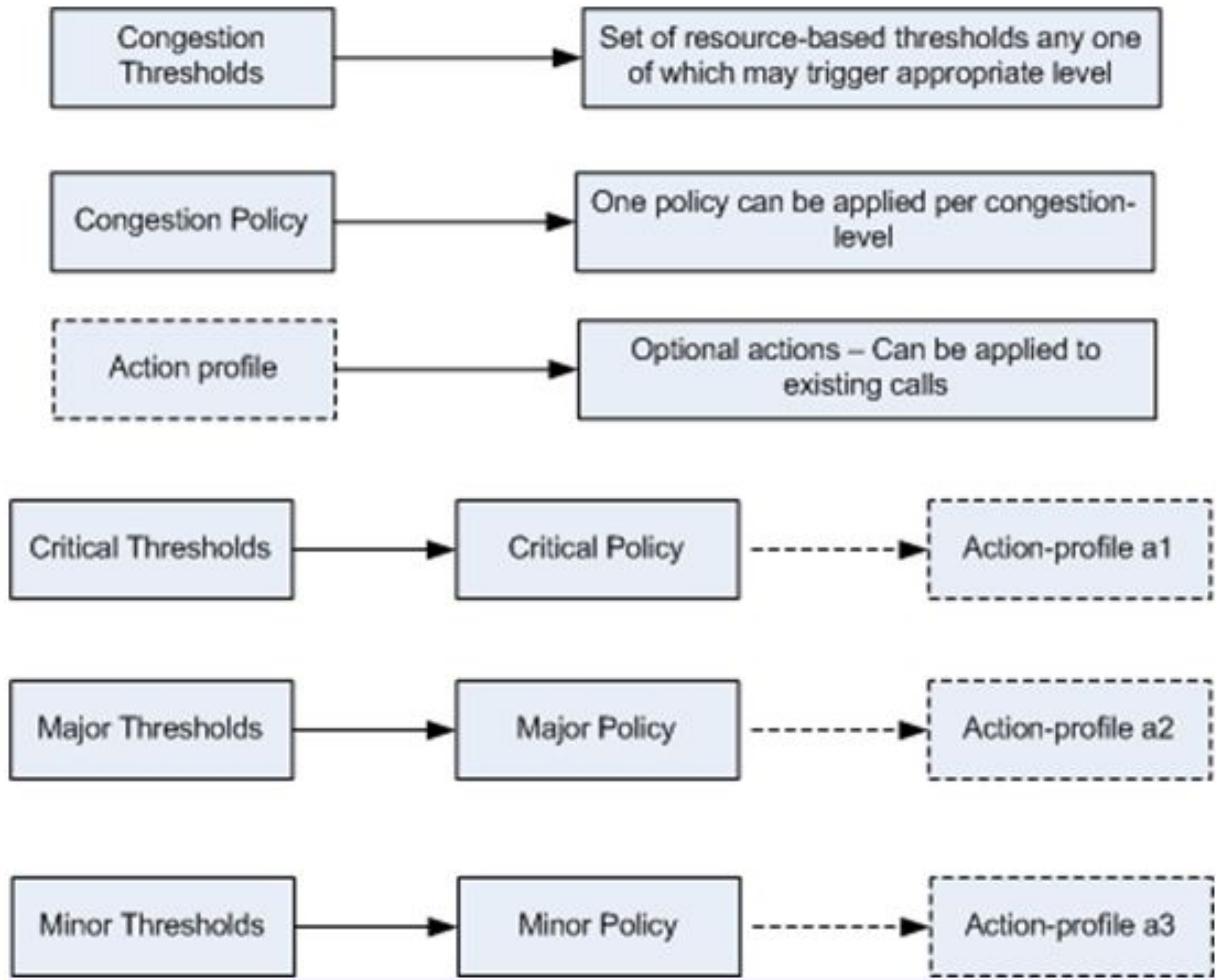 Congestion
Thresholds
Set of resource-based thresholds any one
of which may trigger appropriate level
Congestion Policy
One policy can be applied per congestion-
level
Action profile
Optional actions – Can be applied to
existing calls
Critical Thresholds
Critical Policy
Action-profile a1
Major Thresholds
Major Policy
Action-profile a2
Minor Thresholds
Minor Policy
Action-profile a3